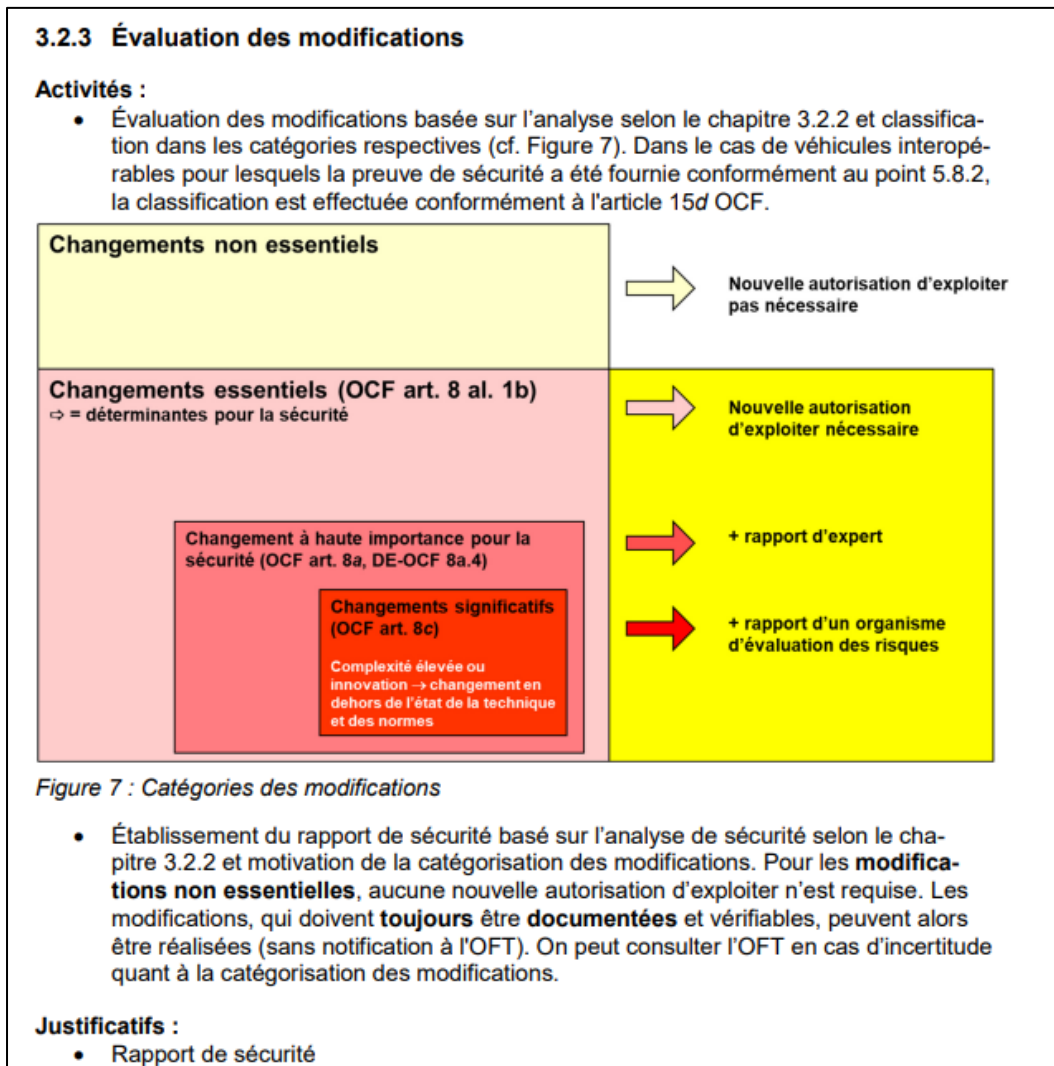 3.2.3 Évaluation des modifications
Activités :
• Évaluation des modifications basée sur l’analyse selon le chapitre 3.2.2 et classifica-
tion dans les catégories respectives (cf. Figure 7). Dans le cas de véhicules interopé-
rables pour lesquels la preuve de sécurité a été fournie conformément au point 5.8.2,
la classification est effectuée conformément à l'article 15d OCF.
Changements non essentiels
Nouvelle autorisation d’exploiter
pas nécessaire
Changements essentiels (OCF art. 8 al. 1b)
⇨ = déterminantes pour la sécurité
Nouvelle autorisation
d’exploiter nécessaire
Changement à haute importance pour la
sécurité (OCF art. 8a, DE-OCF 8a.4)
+ rapport d’expert
Changements significatifs
(OCF art. 8c)
Complexité élevée ou
innovation → changement en
dehors de l’état de la technique
et des normes
+ rapport d’un organisme
d’évaluation des risques
Figure 7 : Catégories des modifications
• Établissement du rapport de sécurité basé sur l’analyse de sécurité selon le cha-
pitre 3.2.2 et motivation de la catégorisation des modifications. Pour les modifica-
tions non essentielles, aucune nouvelle autorisation d’exploiter n’est requise. Les
modifications, qui doivent toujours être documentées et vérifiables, peuvent alors
être réalisées (sans notification à l'OFT). On peut consulter l’OFT en cas d’incertitude
quant à la catégorisation des modifications.
Justificatifs :
• Rapport de sécurité